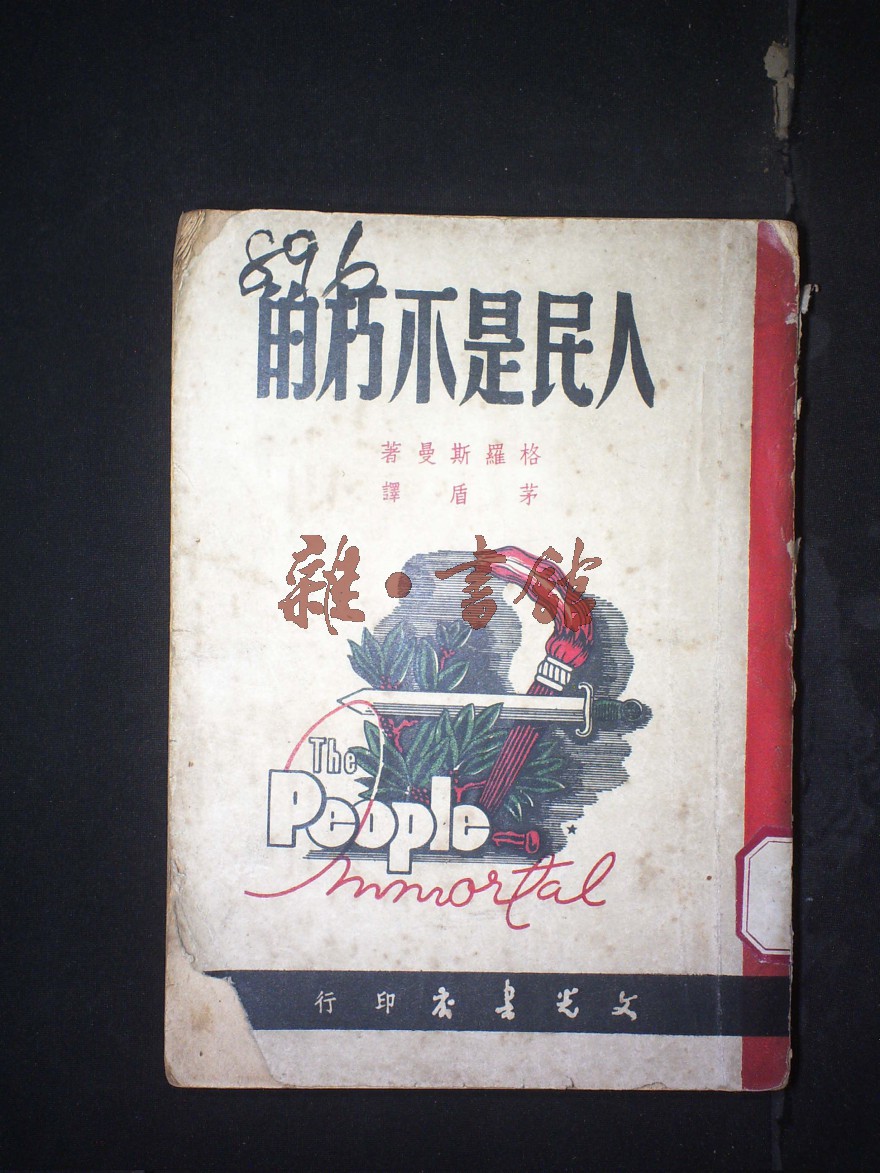 896
人民是不朽的
格羅斯曼著
茅盾譯
雜·書館
The
People
Immortal
文光書店印行